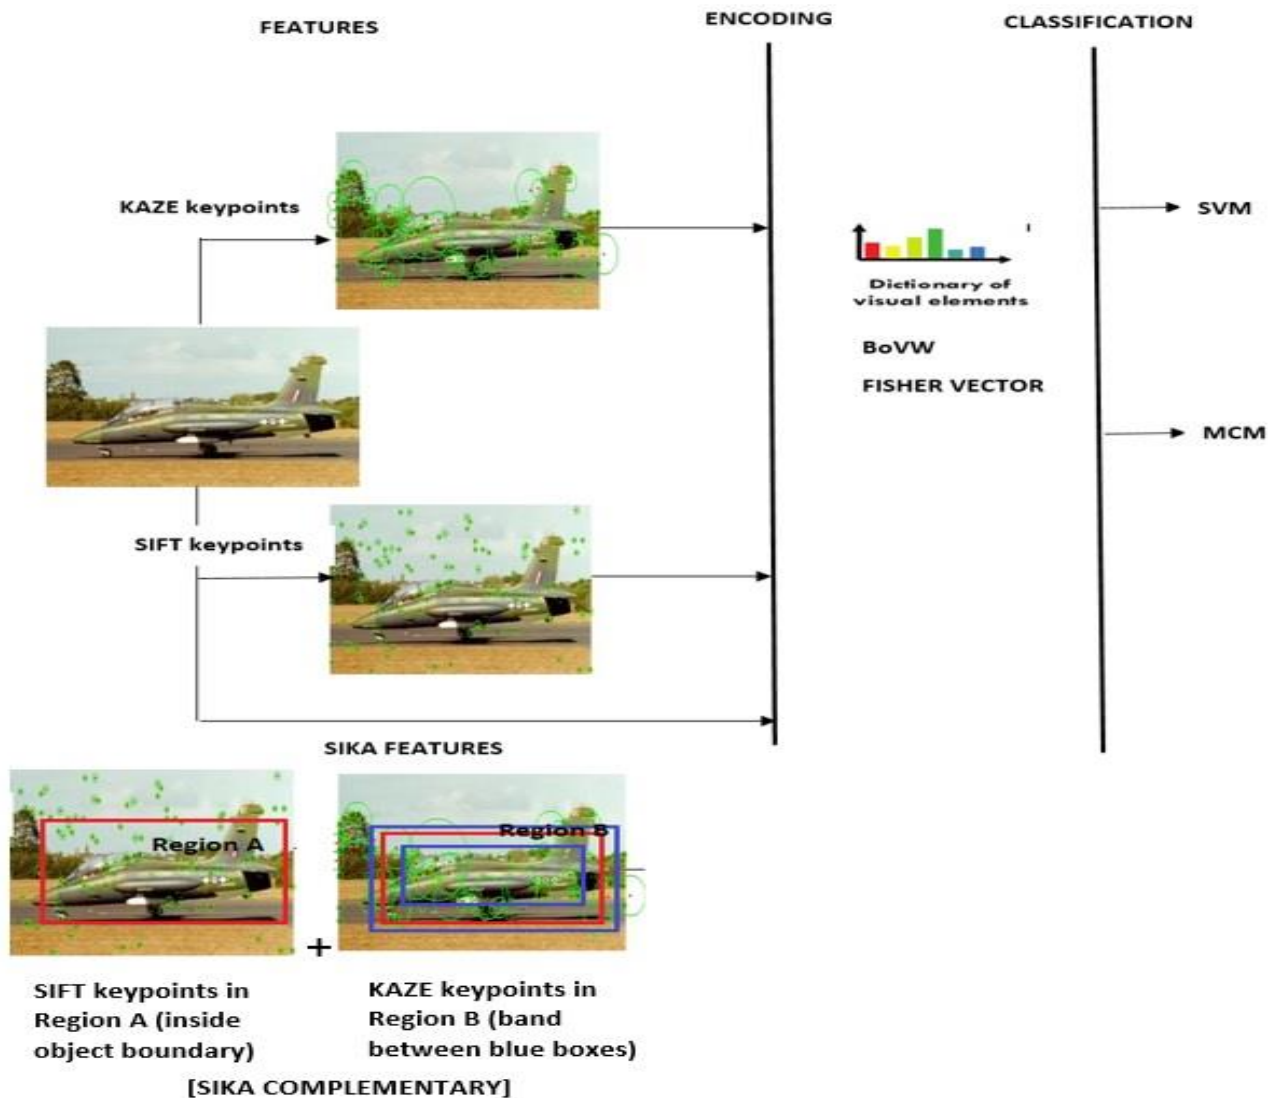 FEATURES
ENCODING
CLASSIFICATION
KAZE keypoints
SVM
Dictionary of
visual elements
BoVW
FISHER VECTOR
MCM
SIFT keypoints
SIKA FEATURES
Region A
Region B
+
SIFT keypoints in
Region A (inside
object boundary)
KAZE keypoints in
Region B (band
between blue boxes)
[SIKA COMPLEMENTARY]